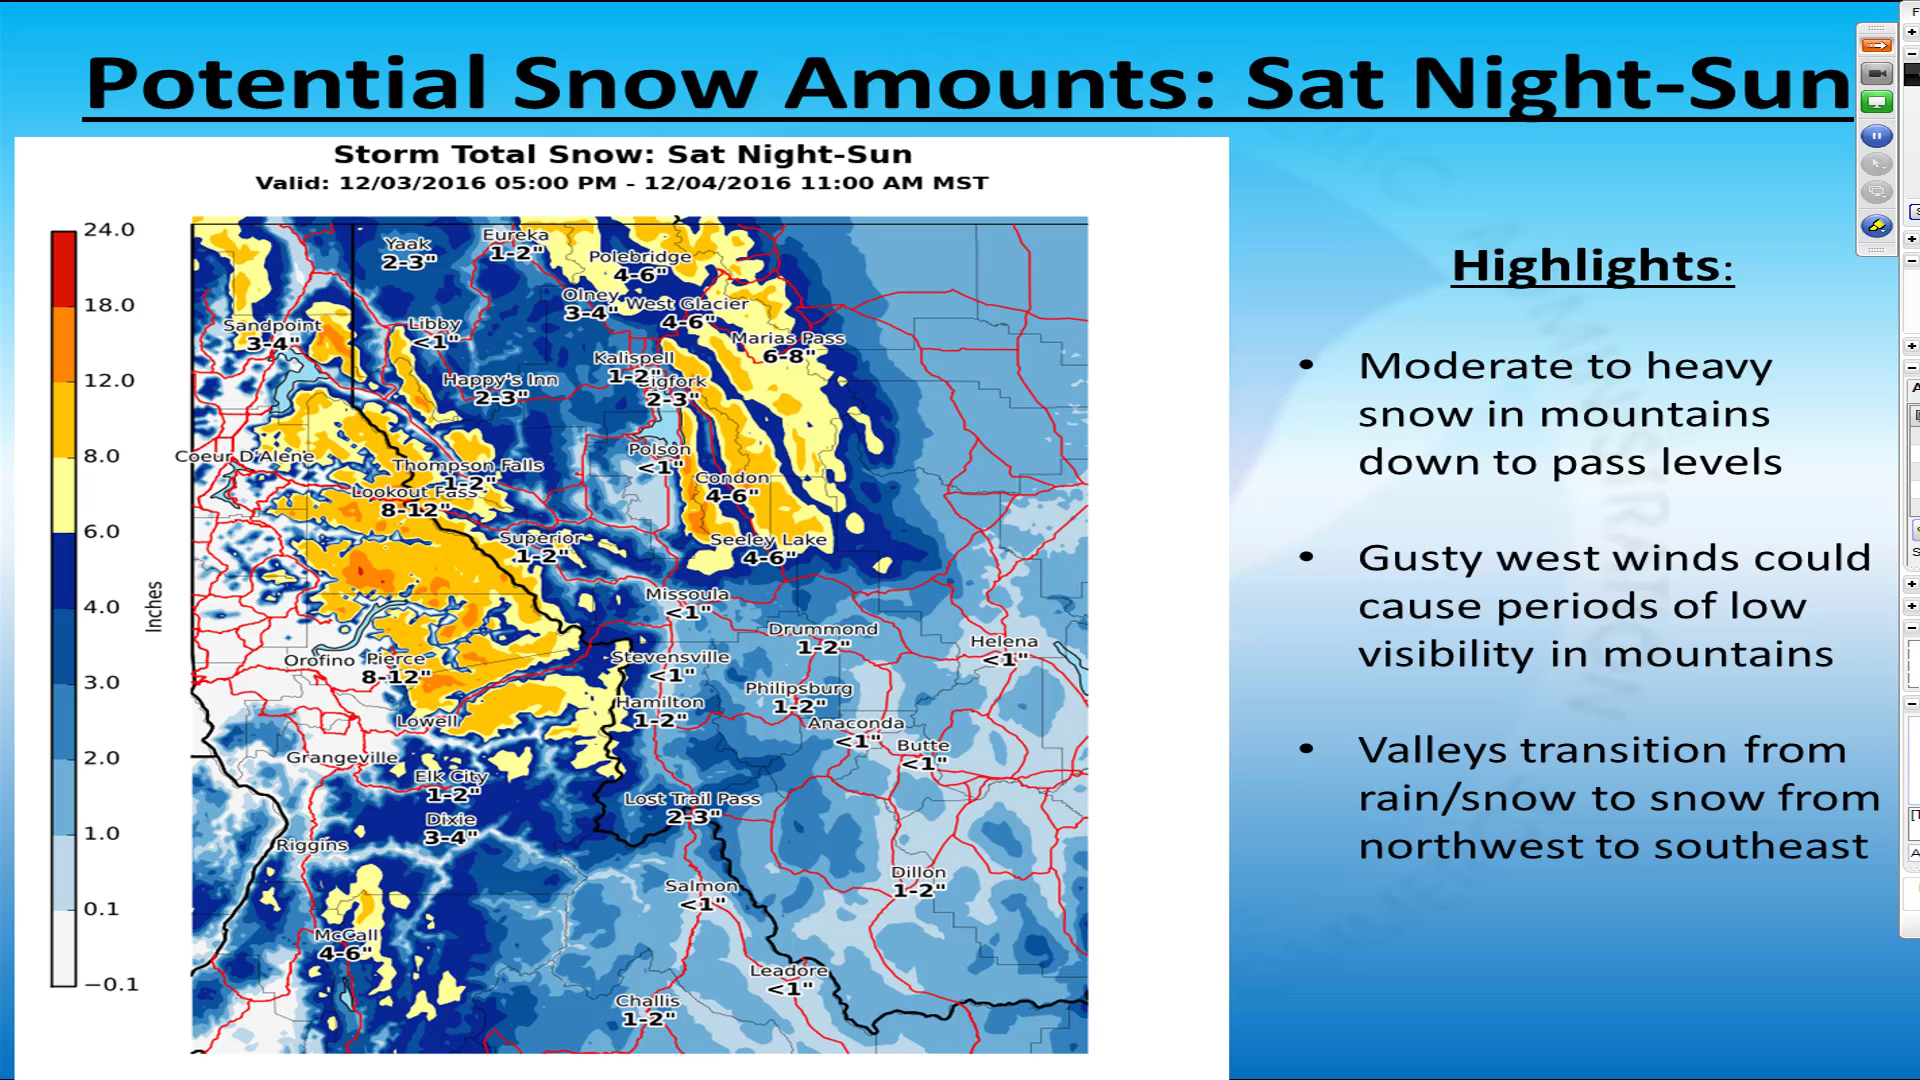 Potential Snow Amounts: Sat Night-Sun
Storm Total Snow: Sat Night-Sun
Valid: 12/03/2016 05:00 PM - 12/04/2016 11:00 AM MST
24.0
18.0
12.0
8.0
6.0
4.0
3.0
2.0
1.0
0.1
−0.1
Inches
Yaak
2-3"
Eureka
1-2"
Polebridge
4-6"
Olney
3-4"
West Glacier
4-6"
Sandpoint
3-4"
Libby
<1"
Marias Pass
6-8"
Kalispell
1-2"
Bigfork
2-3"
Happy's Inn
2-3"
Coeur D'Alene
Polson
<1"
Thompson Falls
1-2"
Condon
4-6"
Lookout Pass
8-12"
Superior
1-2"
Seeley Lake
4-6"
Missoula
<1"
Drummond
1-2"
Helena
<1"
Orofino
Pierce
8-12"
Stevensville
<1"
Philipsburg
1-2"
Hamilton
1-2"
Lowell
Anaconda
<1"
Butte
<1"
Grangeville
Elk City
1-2"
Lost Trail Pass
2-3"
Dixie
3-4"
Riggins
Dillon
1-2"
Salmon
<1"
McCall
4-6"
Leadore
<1"
Challis
1-2"
Highlights:
• Moderate to heavy
snow in mountains
down to pass levels
• Gusty west winds could
cause periods of low
visibility in mountains
• Valleys transition from
rain/snow to snow from
northwest to southeast